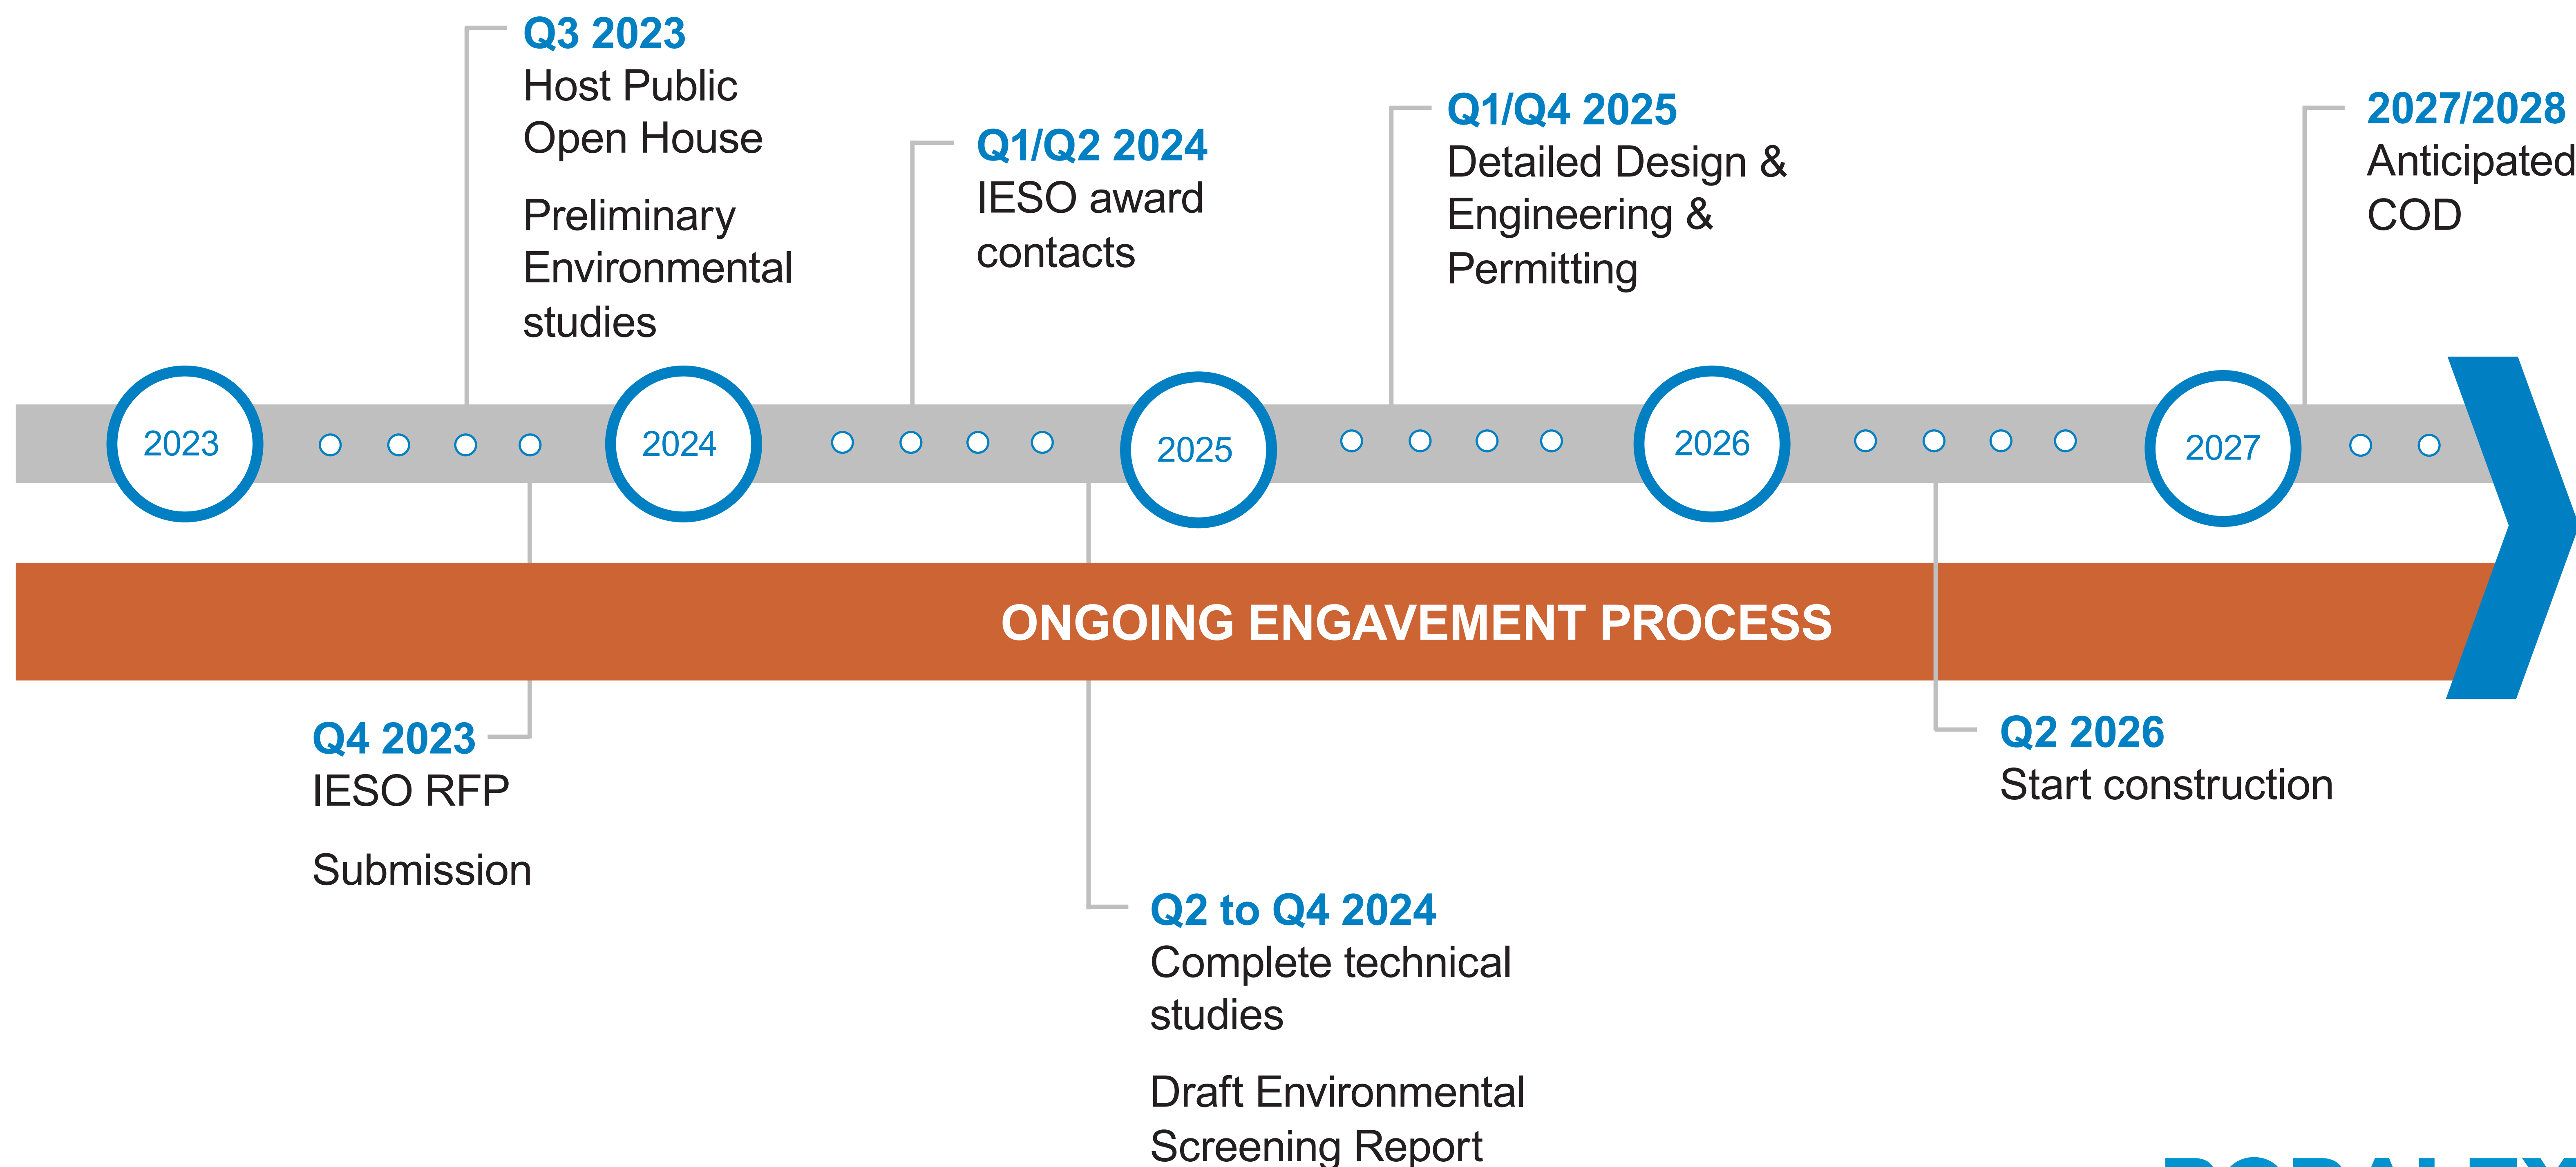 Q3 2023
Host Public
Open House
Preliminary
Environmental
studies
Q1/Q2 2024
IESO award
contacts
Q1/Q4 2025
Detailed Design &
Engineering &
Permitting
2027/2028
Anticipated
COD
2023
2024
2025
2026
2027
ONGOING ENGAVEMENT PROCESS
Q4 2023
IESO RFP
Submission
Q2 to Q4 2024
Complete technical
studies
Draft Environmental
Screening Report
Q2 2026
Start construction